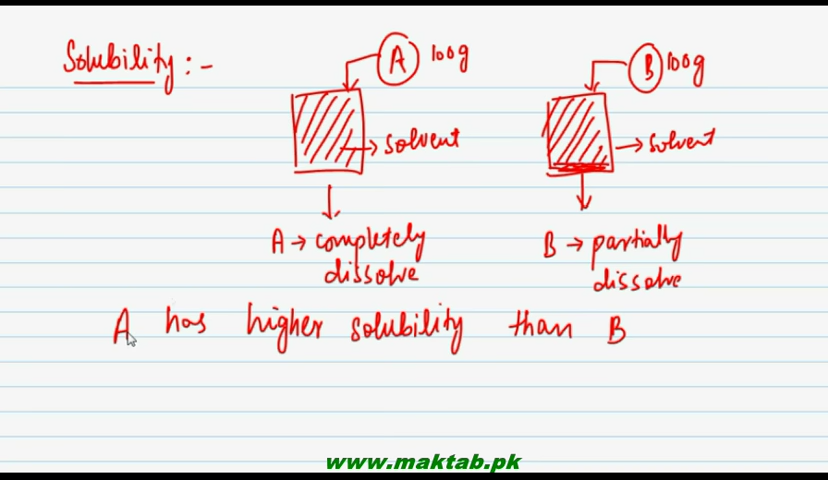 Solubility :-
A 100g
B 100g
→ solvent
→ solvent
A → completely
dissolve
B → partially
dissolve
A has higher solubility than B
www.maktab.pk